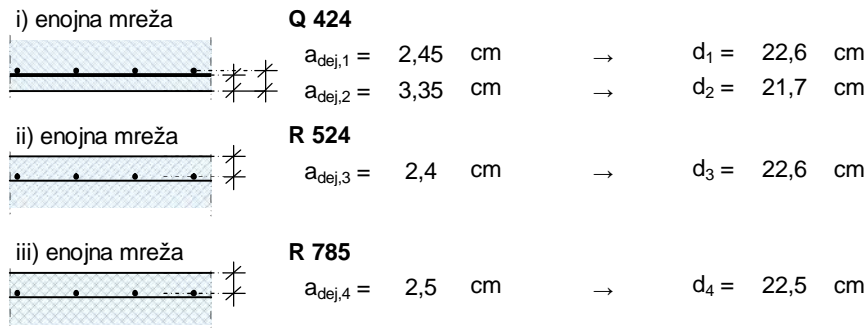 i) enojna mreža Q 424
a_dej,1 = 2,45 cm → d_1 = 22,6 cm
a_dej,2 = 3,35 cm → d_2 = 21,7 cm
ii) enojna mreža R 524
a_dej,3 = 2,4 cm → d_3 = 22,6 cm
iii) enojna mreža R 785
a_dej,4 = 2,5 cm → d_4 = 22,5 cm